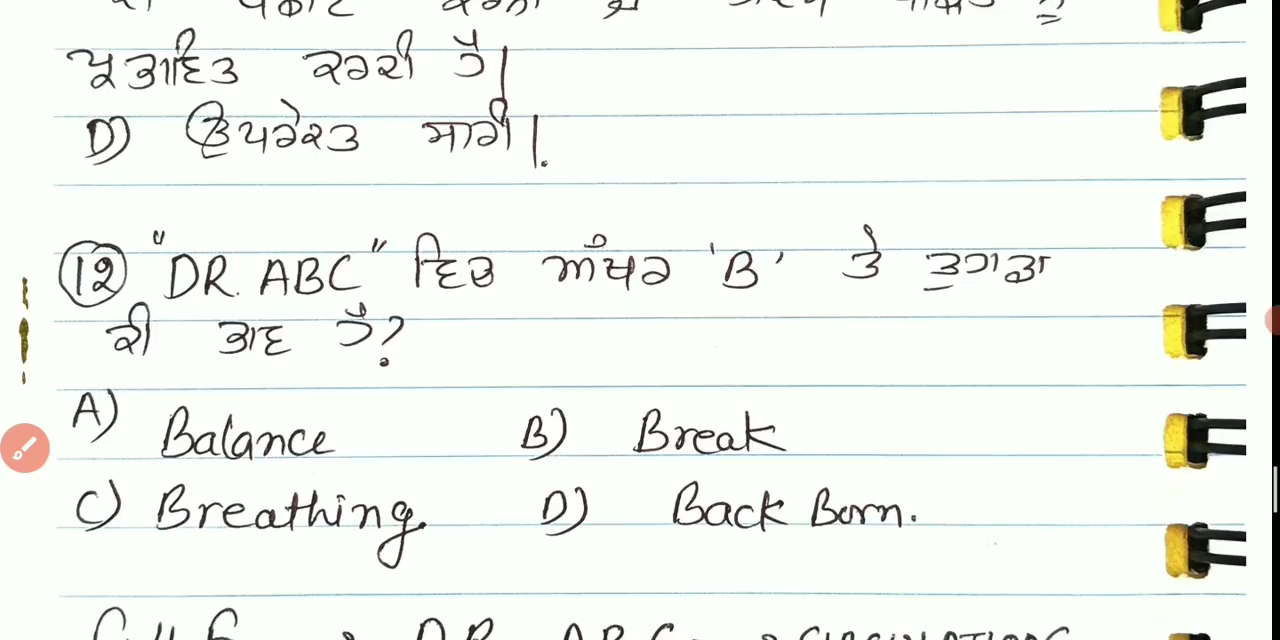 ਪ੍ਰਭਾਵਿਤ ਕਰਦੀ ਹੈ।
D) ਉਪਰੋਕਤ ਸਾਰੀ।
12 "DR. ABC" ਵਿਚ ਅੱਖਰ 'B' ਤੋਂ ਤੁਹਾਡਾ
ਕੀ ਭਾਵ ਹੈ?
A) Balance B) Break
C) Breathing D) Back Born.